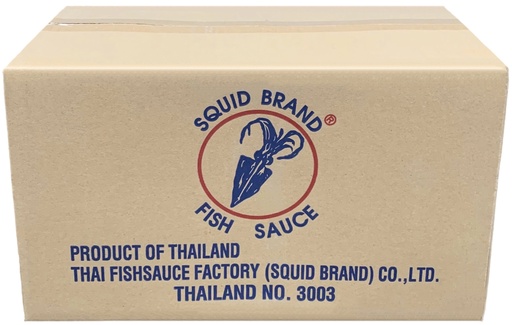 SQUID BRAND®
FISH SAUCE
PRODUCT OF THAILAND
THAI FISHSAUCE FACTORY (SQUID BRAND) CO.,LTD.
THAILAND NO. 3003